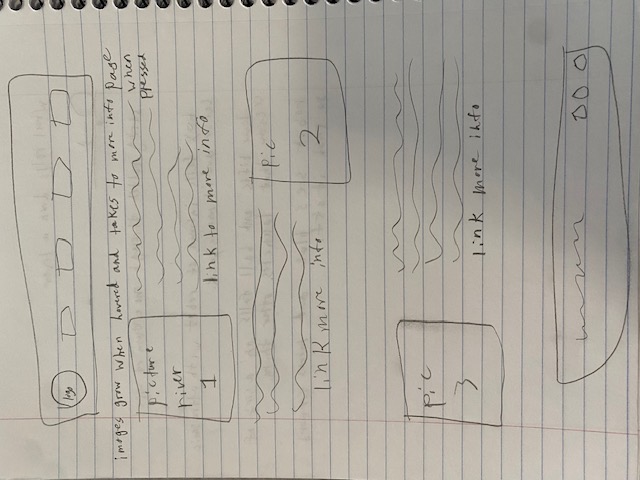 logo
images grow when hovered and takes to more info page
when
pressed
picture
river
1
link to more info
pic
2
link more info
pic
3
link more info